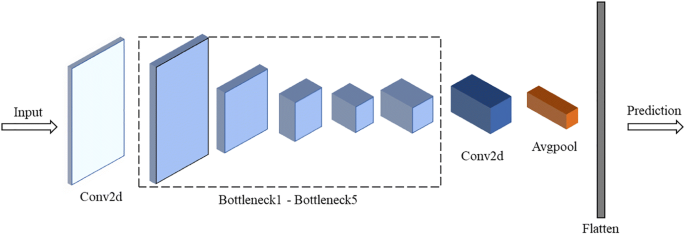 Input
Conv2d
Bottleneck1 - Bottleneck5
Conv2d
Avgpool
Flatten
Prediction